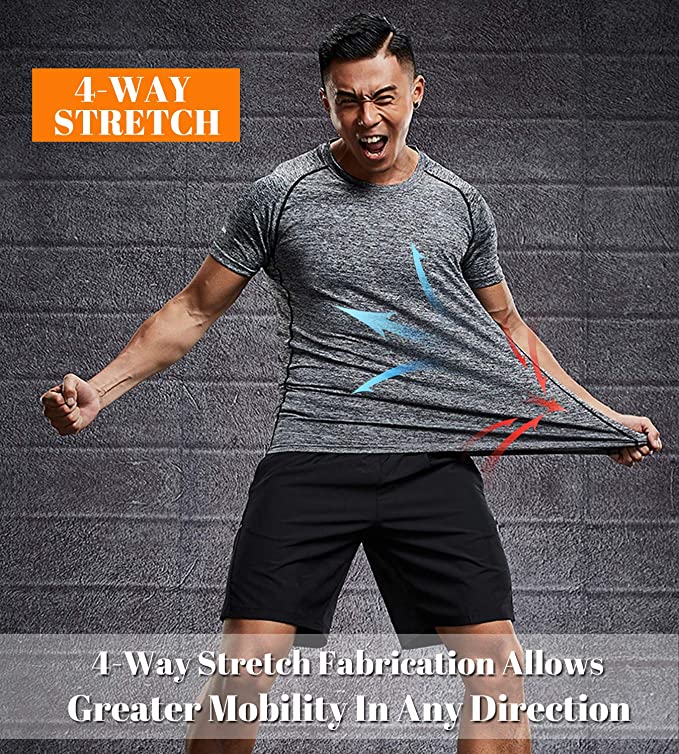 4-WAY
STRETCH
4-Way Stretch Fabrication Allows
Greater Mobility In Any Direction